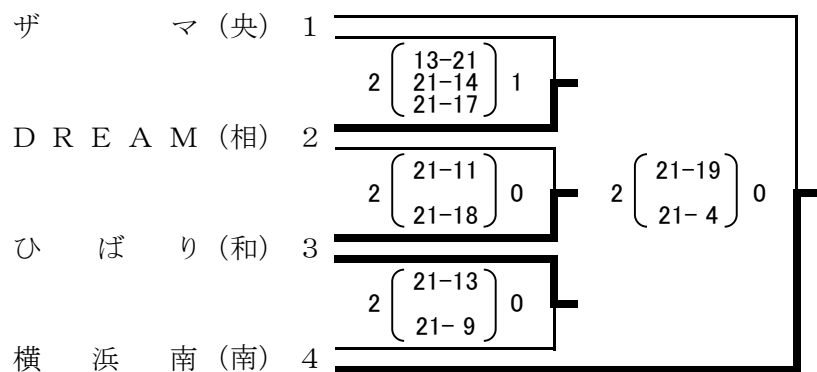 ザマ（央） 1
2 13-21 1
21-14
21-17
DREAM（相） 2
2 21-11 0
21-18
2 21-19 0
21- 4
ひばり（和） 3
2 21-13 0
21- 9
横浜南（南） 4